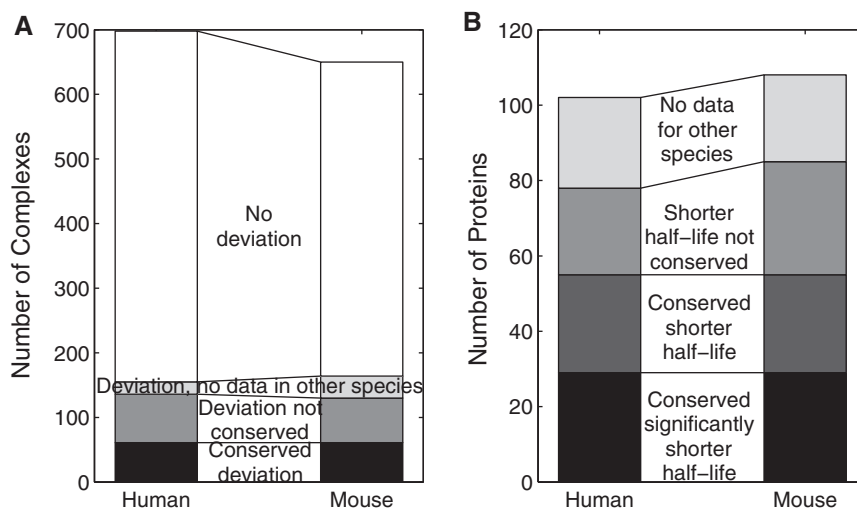 A
Number of Complexes
700
600
500
400
300
200
100
0
No
deviation
Deviation, no data in other species
Deviation not
conserved
Conserved
deviation
Human
Mouse
B
Number of Proteins
120
100
80
60
40
20
0
No data
for other
species
Shorter
half–life not
conserved
Conserved
shorter
half–life
Conserved
significantly
shorter
half–life
Human
Mouse